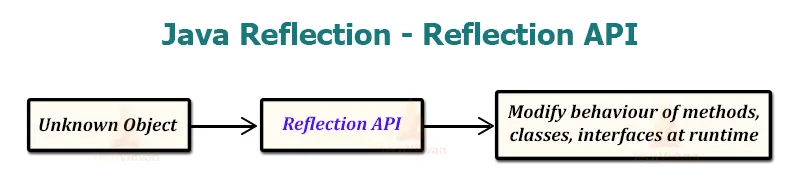 Java Reflection - Reflection API
Unknown Object
Reflection API
Modify behaviour of methods,
classes, interfaces at runtime